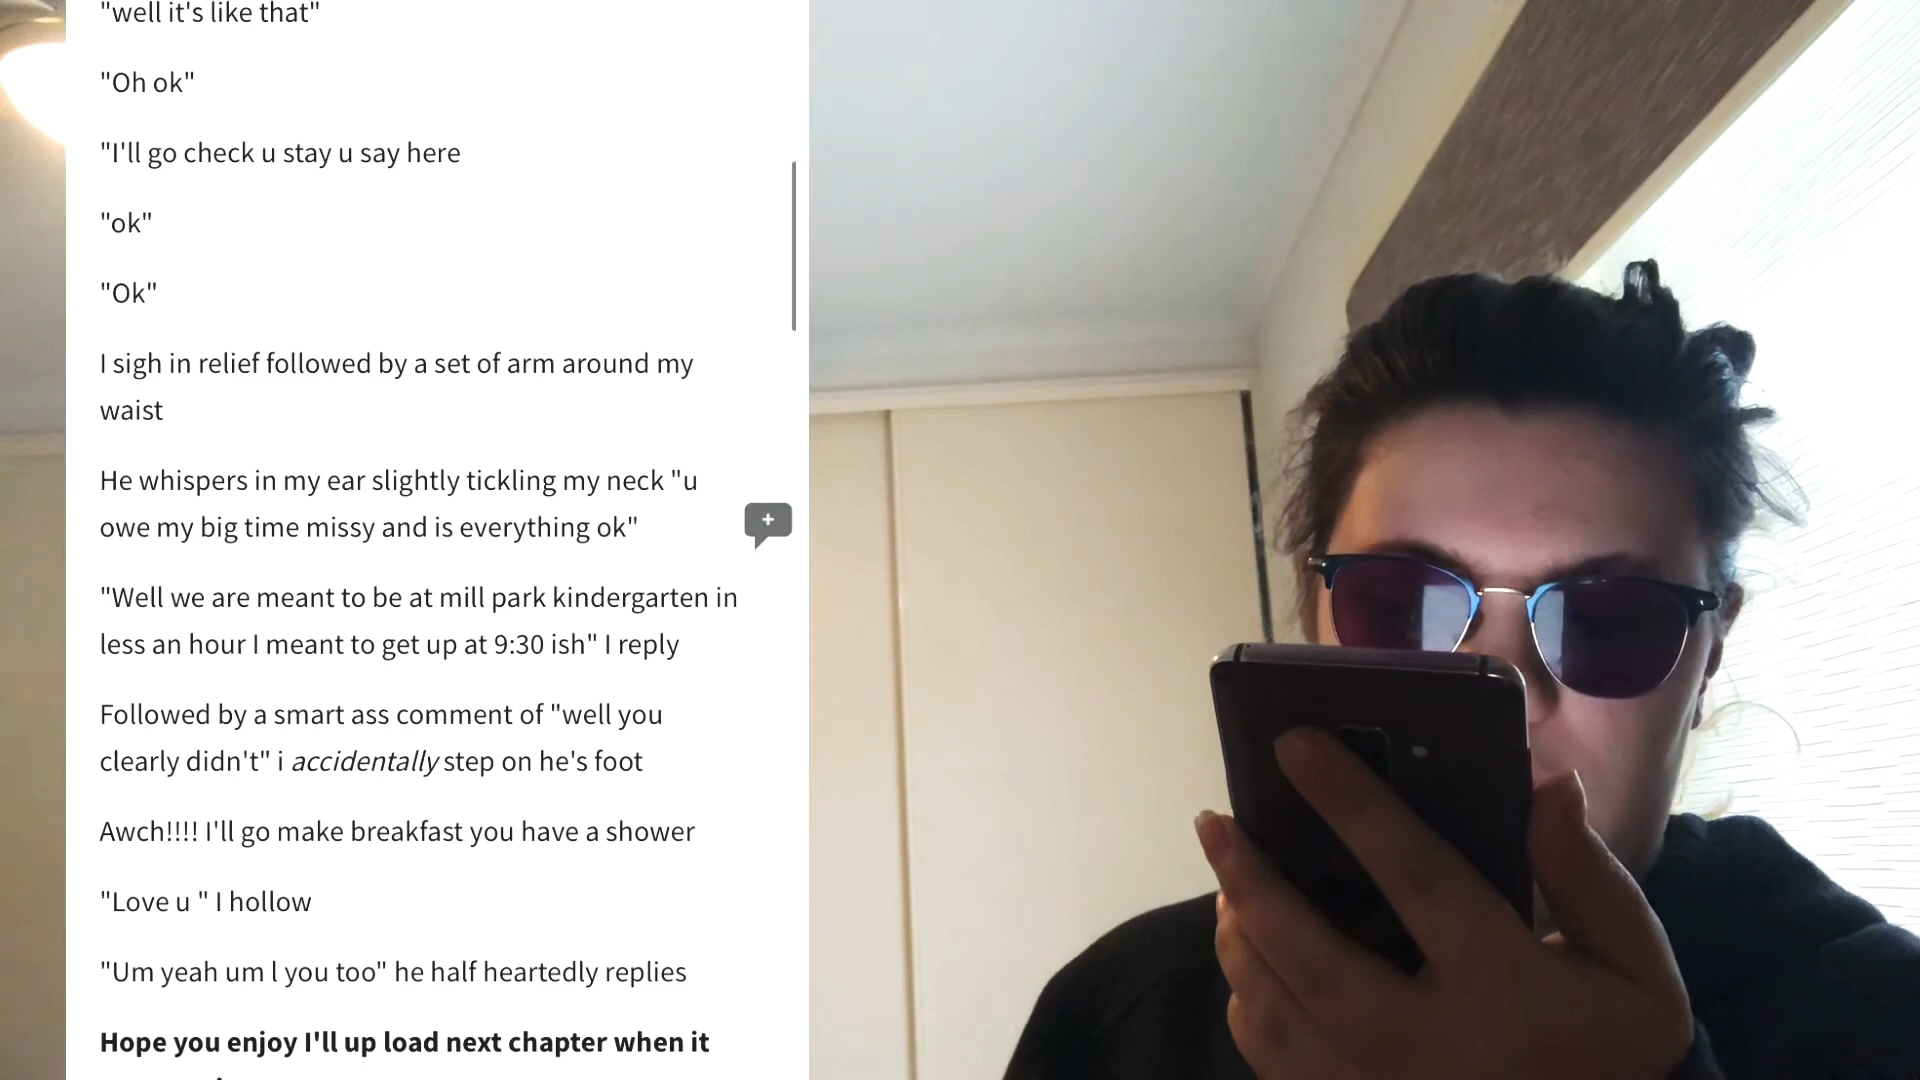 "well it's like that"
"Oh ok"
"I'll go check u stay u say here
"ok"
"Ok"
I sigh in relief followed by a set of arm around my
waist
He whispers in my ear slightly tickling my neck "u
owe my big time missy and is everything ok"
"Well we are meant to be at mill park kindergarten in
less an hour I meant to get up at 9:30 ish" I reply
Followed by a smart ass comment of "well you
clearly didn't" i accidentally step on he's foot
Awch!!!! I'll go make breakfast you have a shower
"Love u " I hollow
"Um yeah um l you too" he half heartedly replies
Hope you enjoy I'll up load next chapter when it